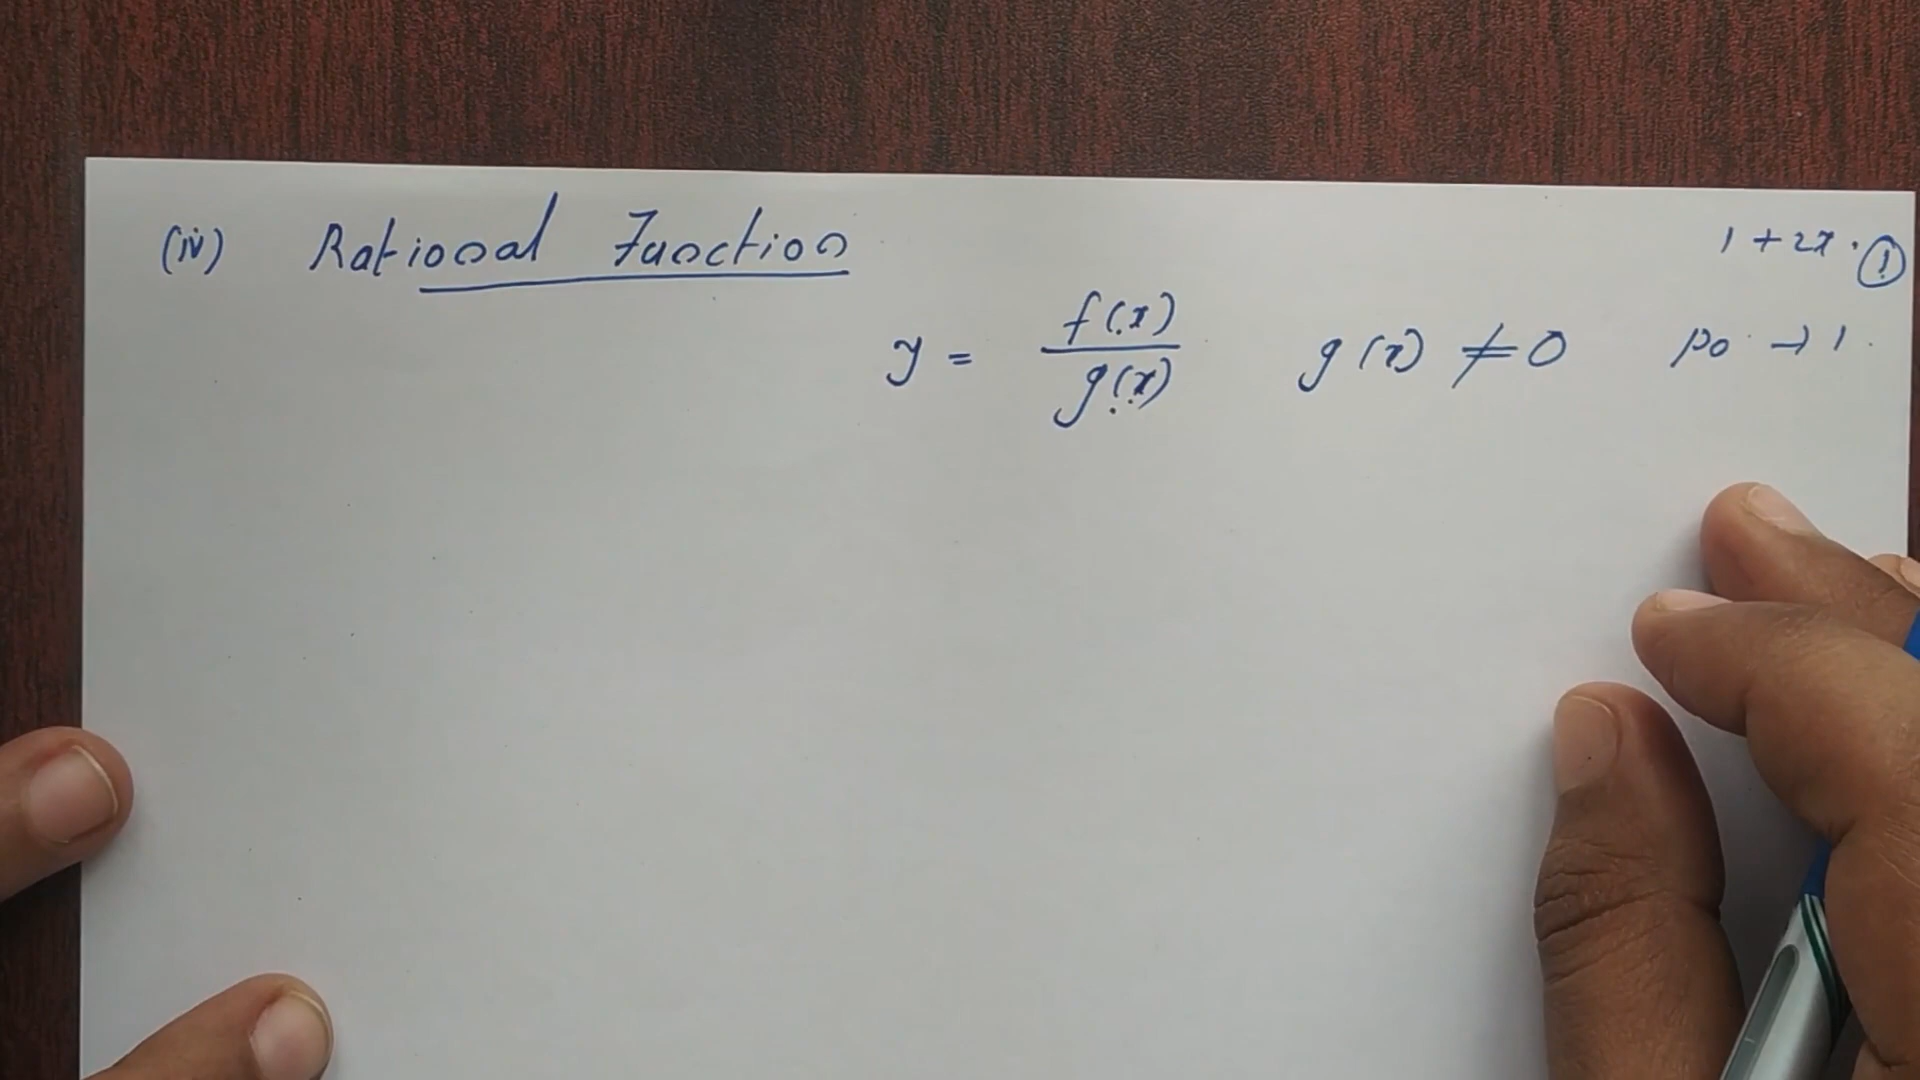 (iv) Rational Function
1 + 2x . ①
y = f(x) / g(x) g(x) ≠ 0 po → 1.